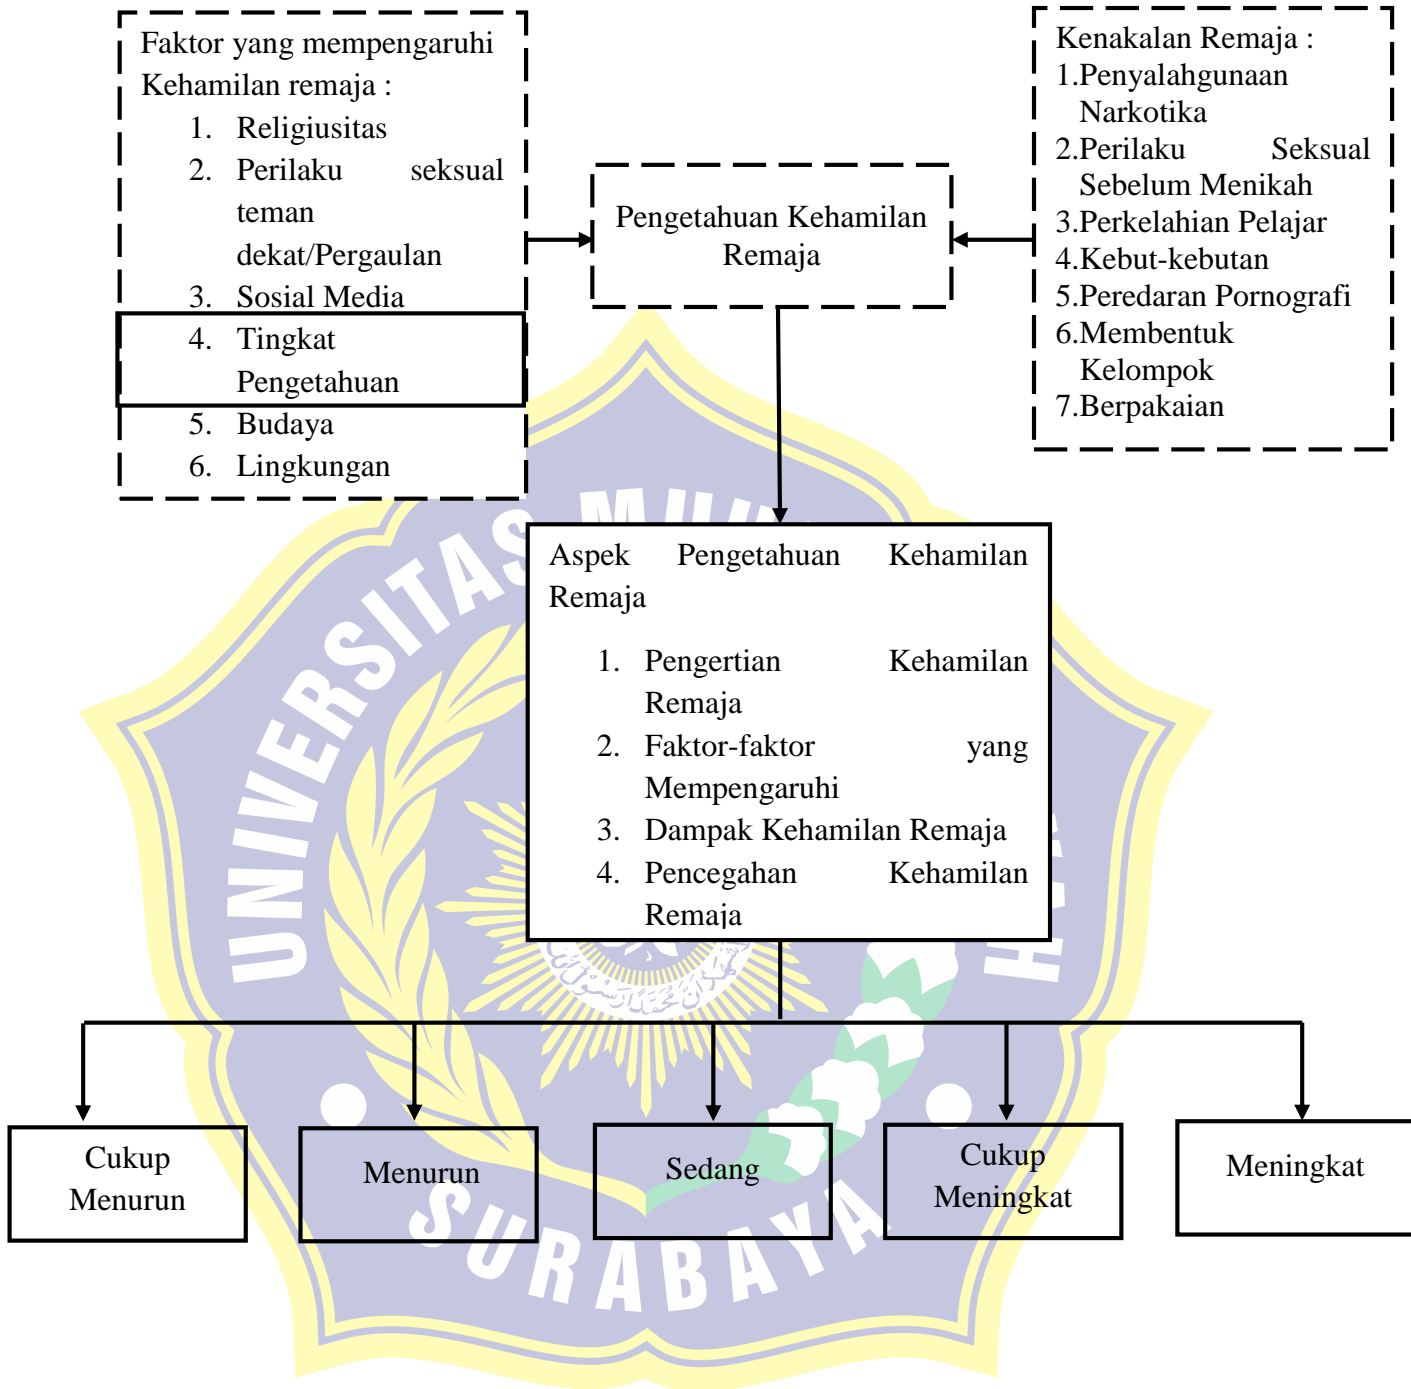 Faktor yang mempengaruhi
Kehamilan remaja :
1. Religiusitas
2. Perilaku seksual
teman
dekat/Pergaulan
3. Sosial Media
4. Tingkat
Pengetahuan
5. Budaya
6. Lingkungan
Pengetahuan Kehamilan
Remaja
Kenakalan Remaja :
1.Penyalahgunaan
Narkotika
2.Perilaku Seksual
Sebelum Menikah
3.Perkelahian Pelajar
4.Kebut-kebutan
5.Peredaran Pornografi
6.Membentuk
Kelompok
7.Berpakaian
Aspek Pengetahuan Kehamilan
Remaja
1. Pengertian Kehamilan
Remaja
2. Faktor-faktor yang
Mempengaruhi
3. Dampak Kehamilan Remaja
4. Pencegahan Kehamilan
Remaja
Cukup
Menurun
Menurun
Sedang
Cukup
Meningkat
Meningkat
UNIVERSITAS
SURABAYA